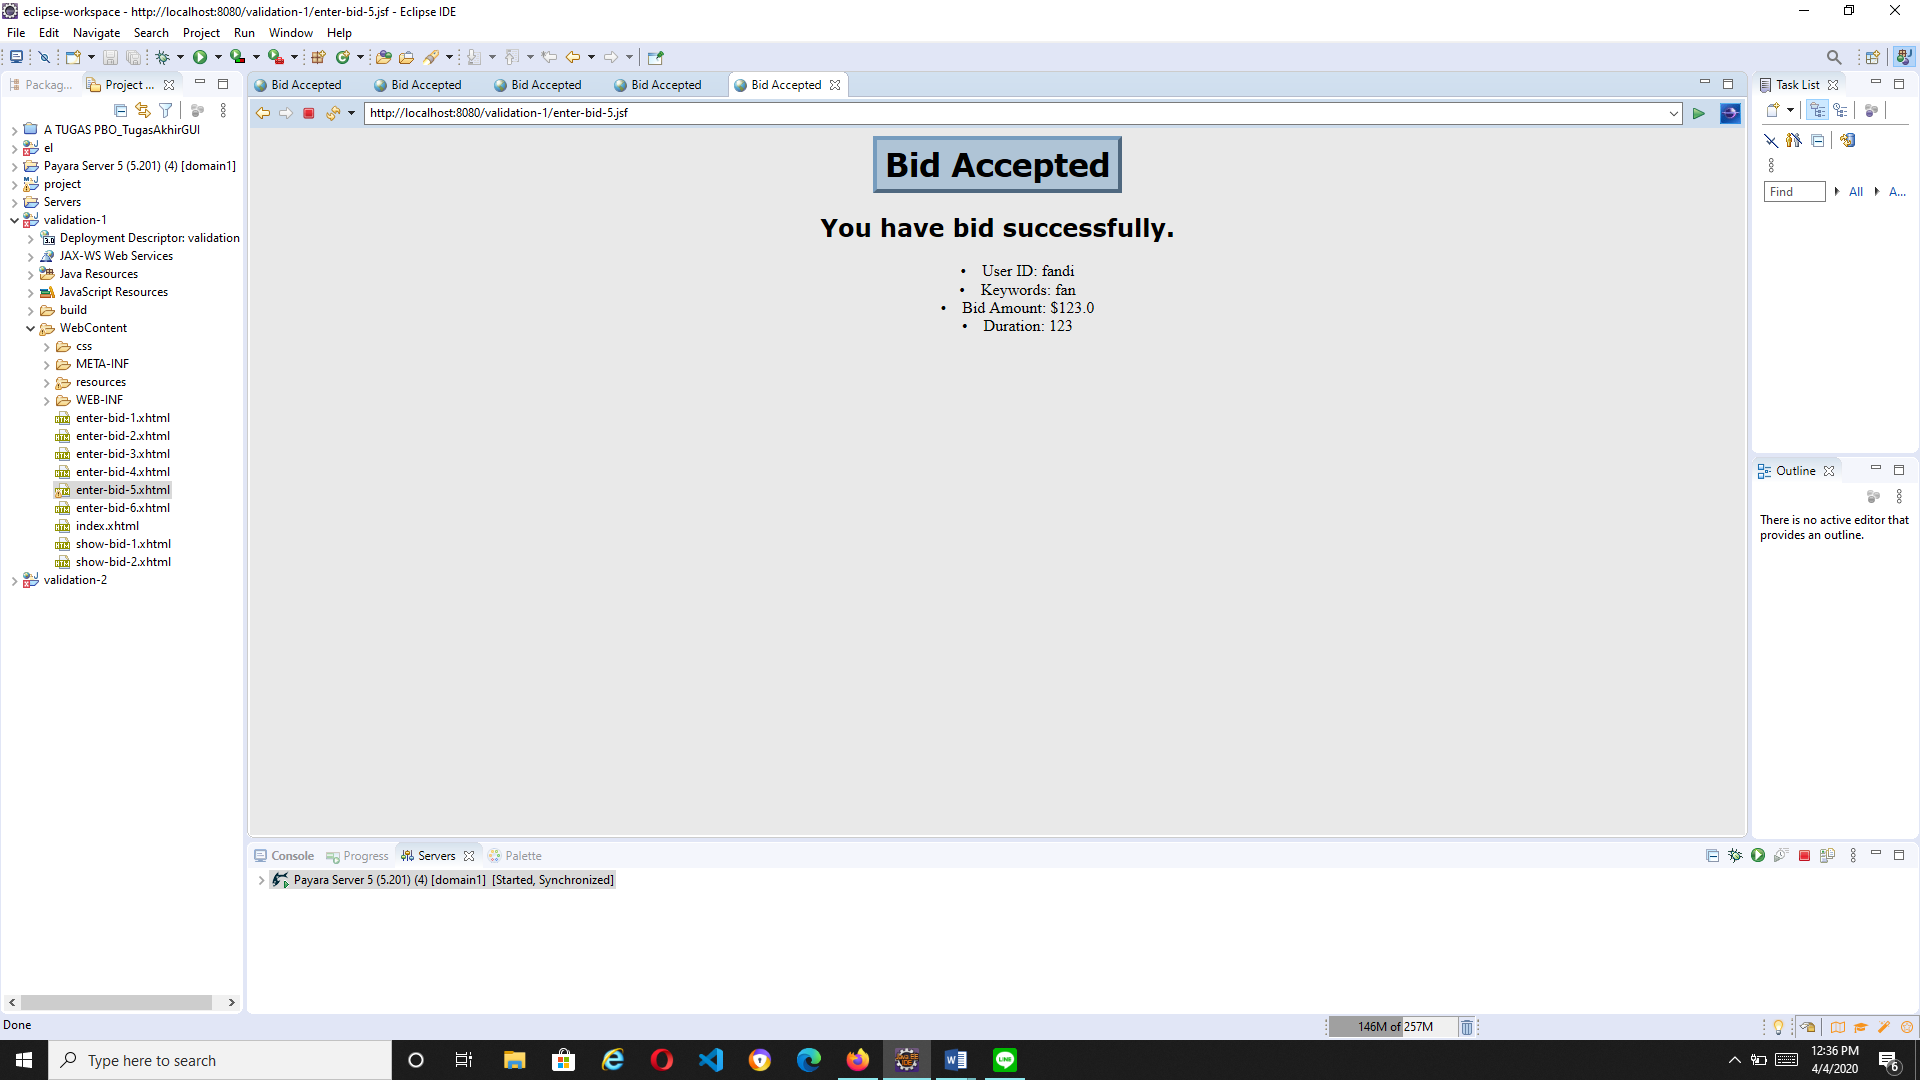 eclipse-workspace - http://localhost:8080/validation-1/enter-bid-5.jsf - Eclipse IDE
File Edit Navigate Search Project Run Window Help
Packag... Project ...
A TUGAS PBO_TugasAkhirGUI
el
Payara Server 5 (5.201) (4) [domain1]
project
Servers
validation-1
Deployment Descriptor: validation
JAX-WS Web Services
Java Resources
JavaScript Resources
build
WebContent
css
META-INF
resources
WEB-INF
enter-bid-1.xhtml
enter-bid-2.xhtml
enter-bid-3.xhtml
enter-bid-4.xhtml
enter-bid-5.xhtml
enter-bid-6.xhtml
index.xhtml
show-bid-1.xhtml
show-bid-2.xhtml
validation-2
Bid Accepted Bid Accepted Bid Accepted Bid Accepted Bid Accepted
http://localhost:8080/validation-1/enter-bid-5.jsf
Bid Accepted
You have bid successfully.
• User ID: fandi
• Keywords: fan
• Bid Amount: $123.0
• Duration: 123
Task List
Find All A...
Outline
There is no active editor that
provides an outline.
Console Progress Servers Palette
Payara Server 5 (5.201) (4) [domain1] [Started, Synchronized]
Done
146M of 257M
Type here to search
12:36 PM
4/4/2020
6